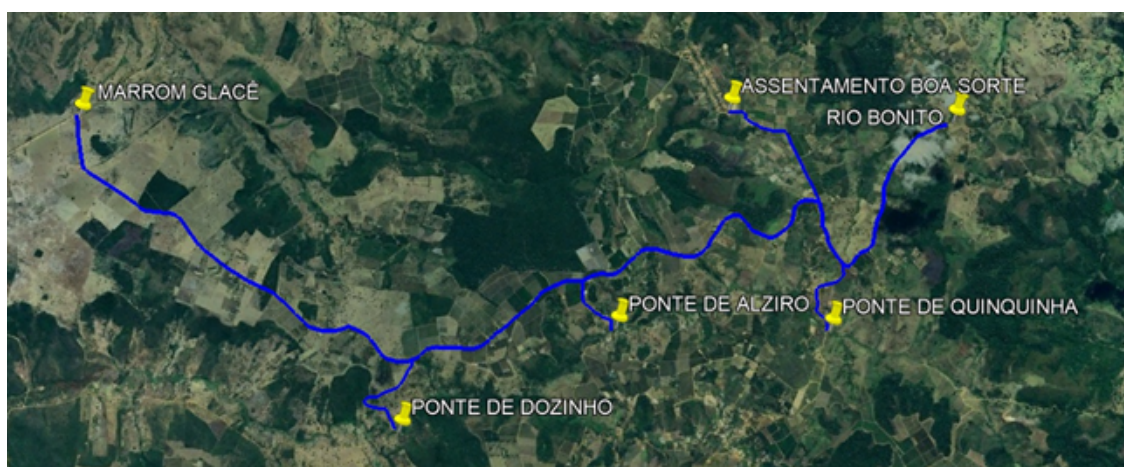 MARROM GLACÊ
ASSENTAMENTO BOA SORTE
RIO BONITO
PONTE DE ALZIRO
PONTE DE QUINQUINHA
PONTE DE DOZINHO